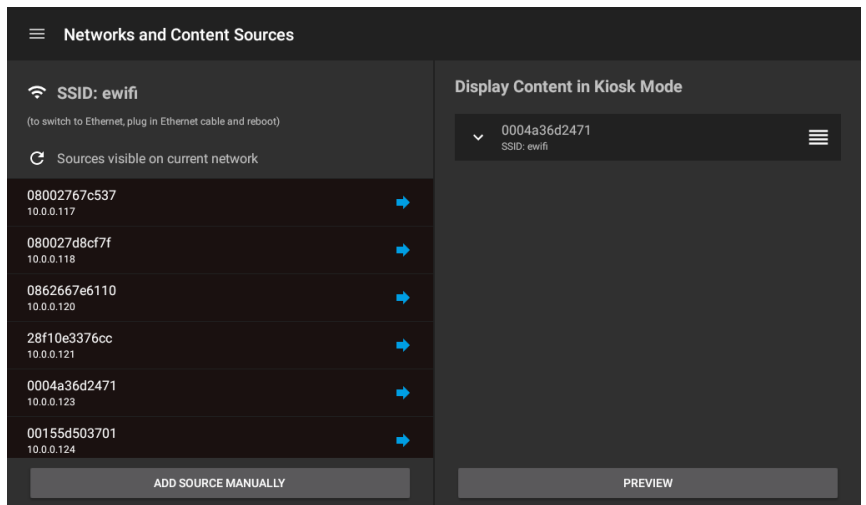 Networks and Content Sources
SSID: ewifi
(to switch to Ethernet, plug in Ethernet cable and reboot)
Sources visible on current network
08002767c537
10.0.0.117
080027d8cf7f
10.0.0.118
0862667e6110
10.0.0.120
28f10e3376cc
10.0.0.121
0004a36d2471
10.0.0.123
00155d503701
10.0.0.124
ADD SOURCE MANUALLY
Display Content in Kiosk Mode
0004a36d2471
SSID: ewifi
PREVIEW